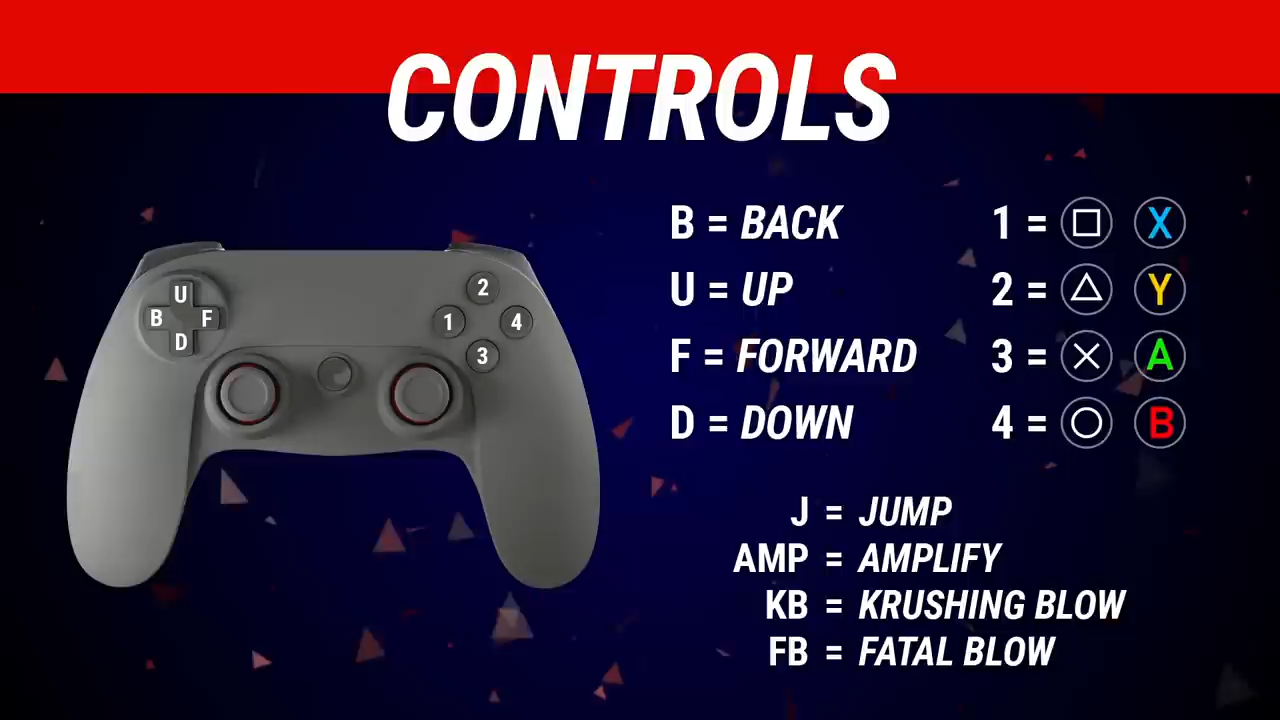 CONTROLS
U
B F
D
2
1 4
3
B = BACK
U = UP
F = FORWARD
D = DOWN
1 = □ X
2 = △ Y
3 = ✕ A
4 = ○ B
J = JUMP
AMP = AMPLIFY
KB = KRUSHING BLOW
FB = FATAL BLOW